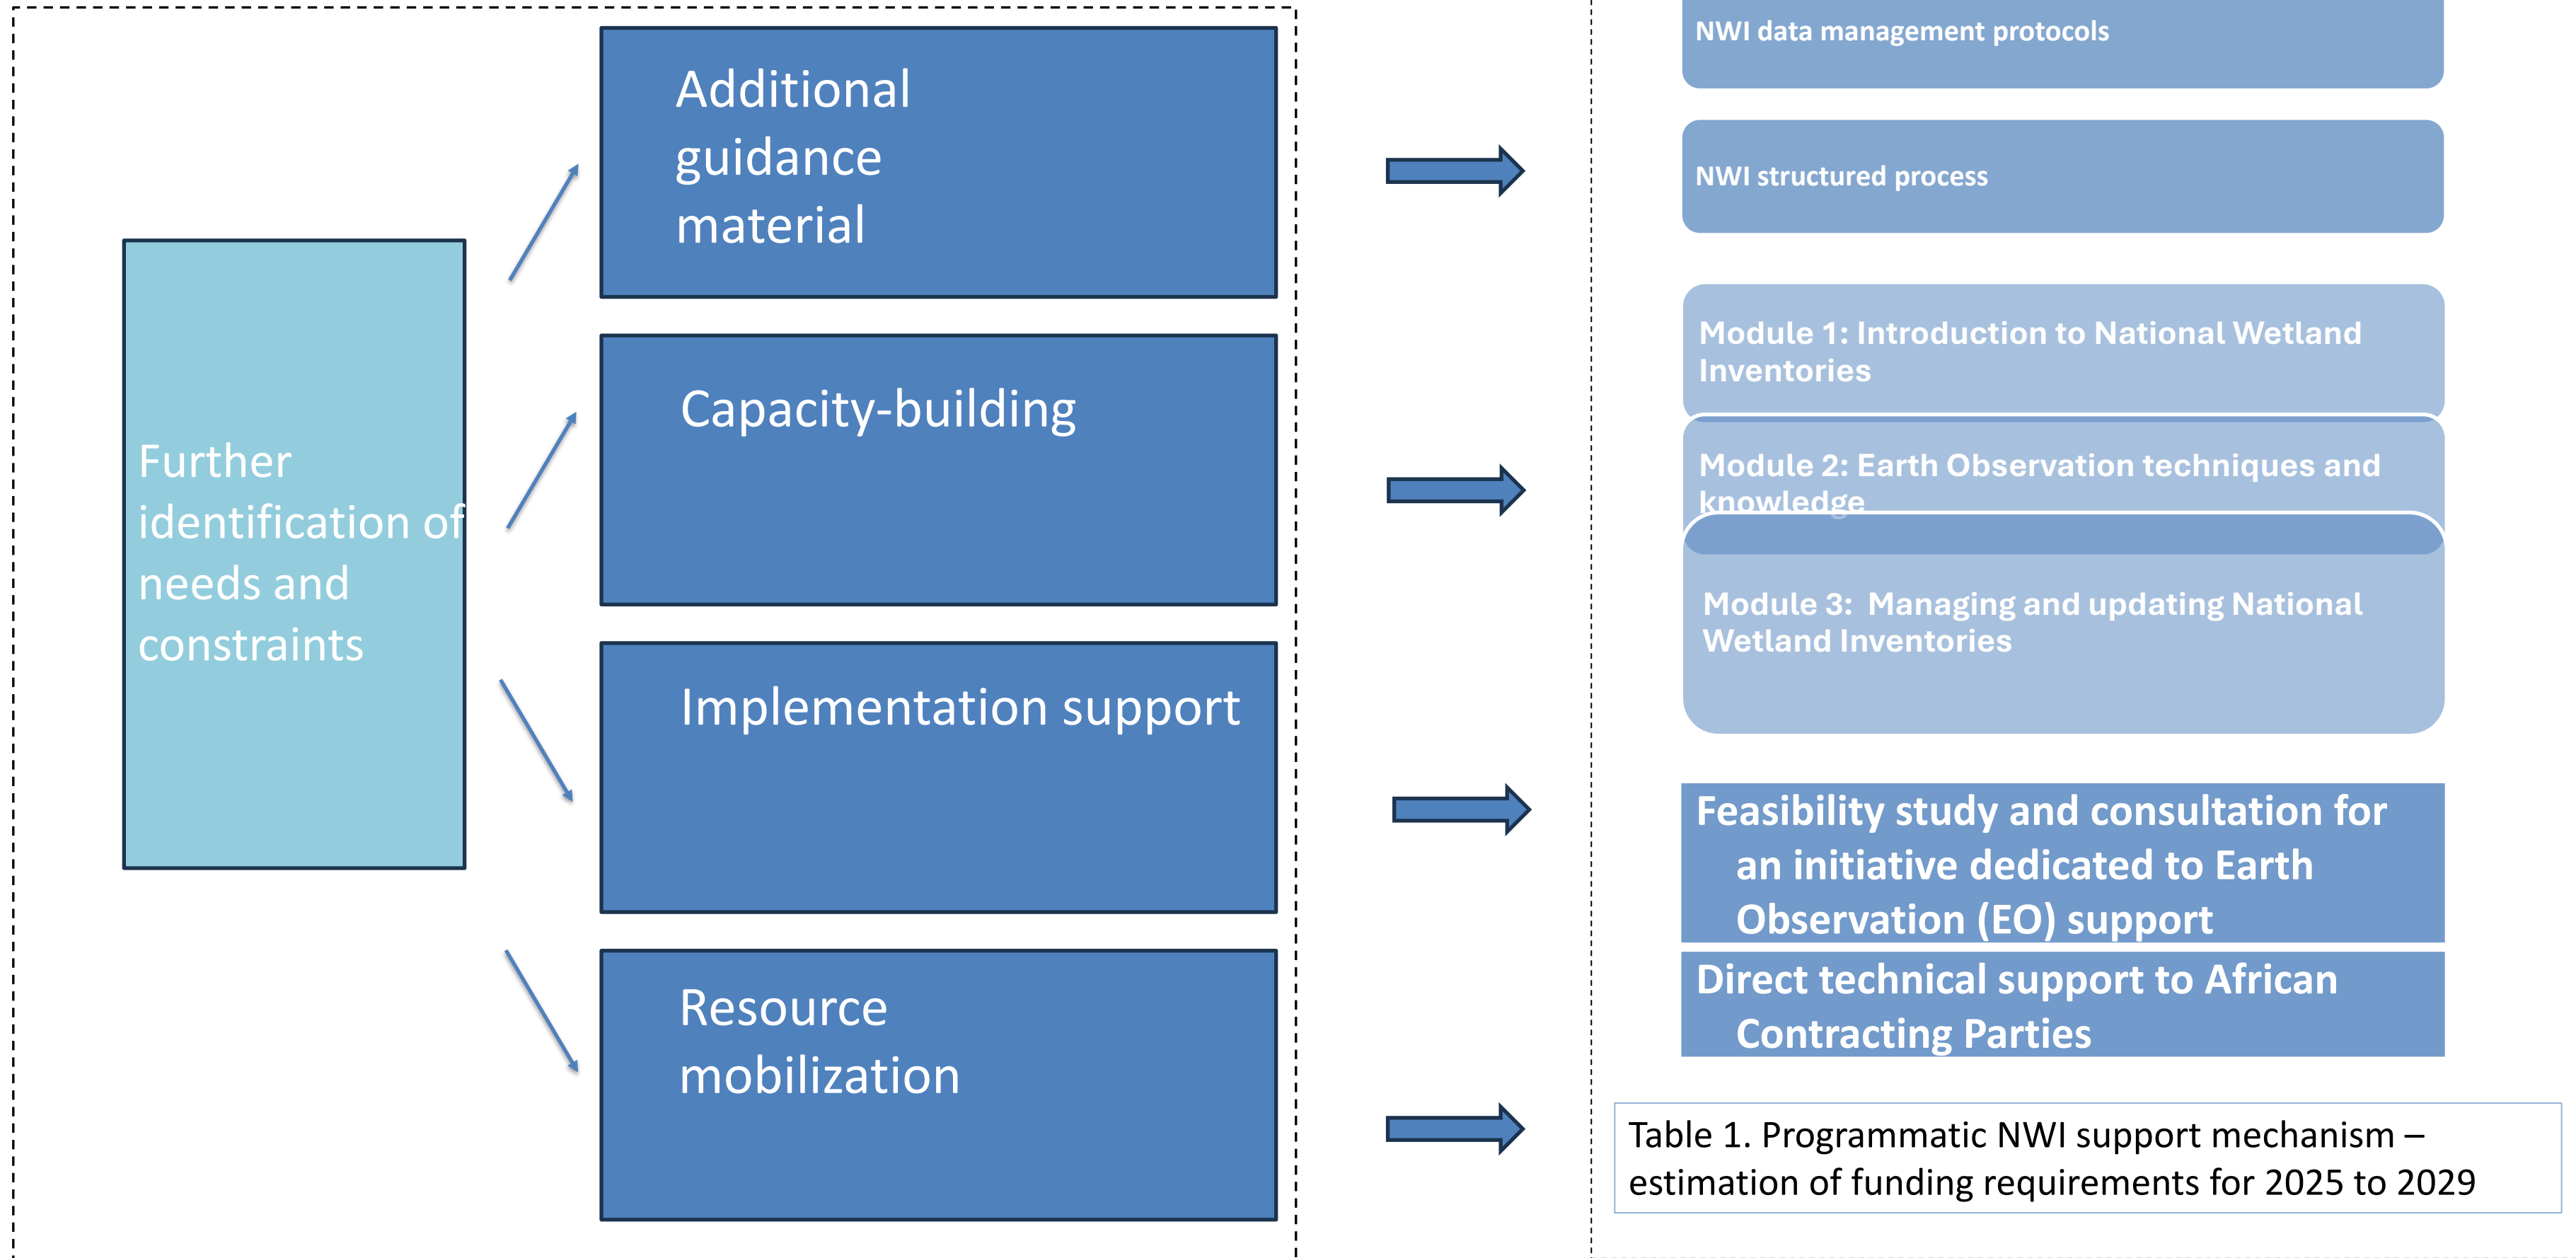 Further
identification of
needs and
constraints
Additional
guidance
material
Capacity-building
Implementation support
Resource
mobilization
NWI data management protocols
NWI structured process
Module 1: Introduction to National Wetland
Inventories
Module 2: Earth Observation techniques and
knowledge
Module 3:  Managing and updating National
Wetland Inventories
Feasibility study and consultation for
an initiative dedicated to Earth
Observation (EO) support
Direct technical support to African
Contracting Parties
Table 1. Programmatic NWI support mechanism –
estimation of funding requirements for 2025 to 2029